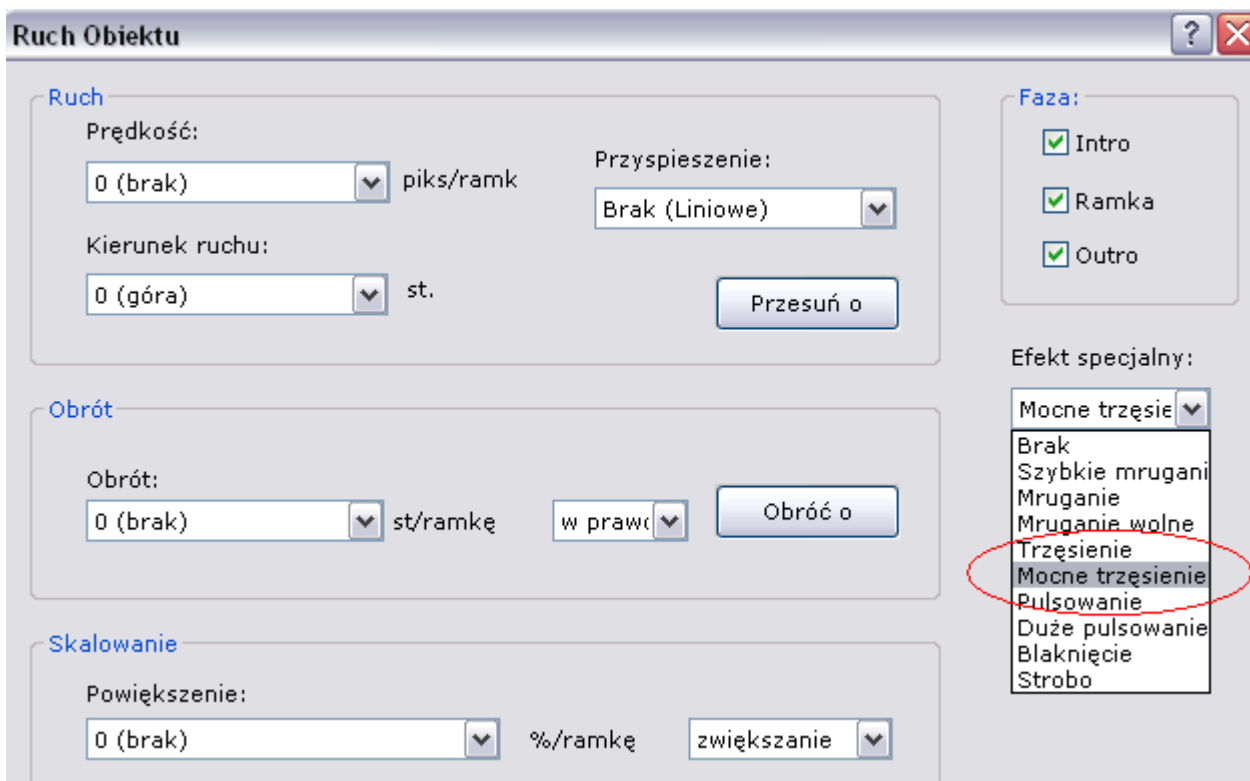 Ruch Obiektu
?
Ruch
Prędkość:
0 (brak)
piks/ramk
Przyspieszenie:
Brak (Liniowe)
Kierunek ruchu:
0 (góra)
st.
Przesuń o
Faza:
Intro
Ramka
Outro
Efekt specjalny:
Mocne trzęsie
Brak
Szybkie mrugani
Mruganie
Mruganie wolne
Trzęsienie
Mocne trzęsienie
Pulsowanie
Duże pulsowanie
Blaknięcie
Strobo
Obrót
Obrót:
0 (brak)
st/ramkę
w prawo
Obróć o
Skalowanie
Powiększenie:
0 (brak)
%/ramkę
zwiększanie